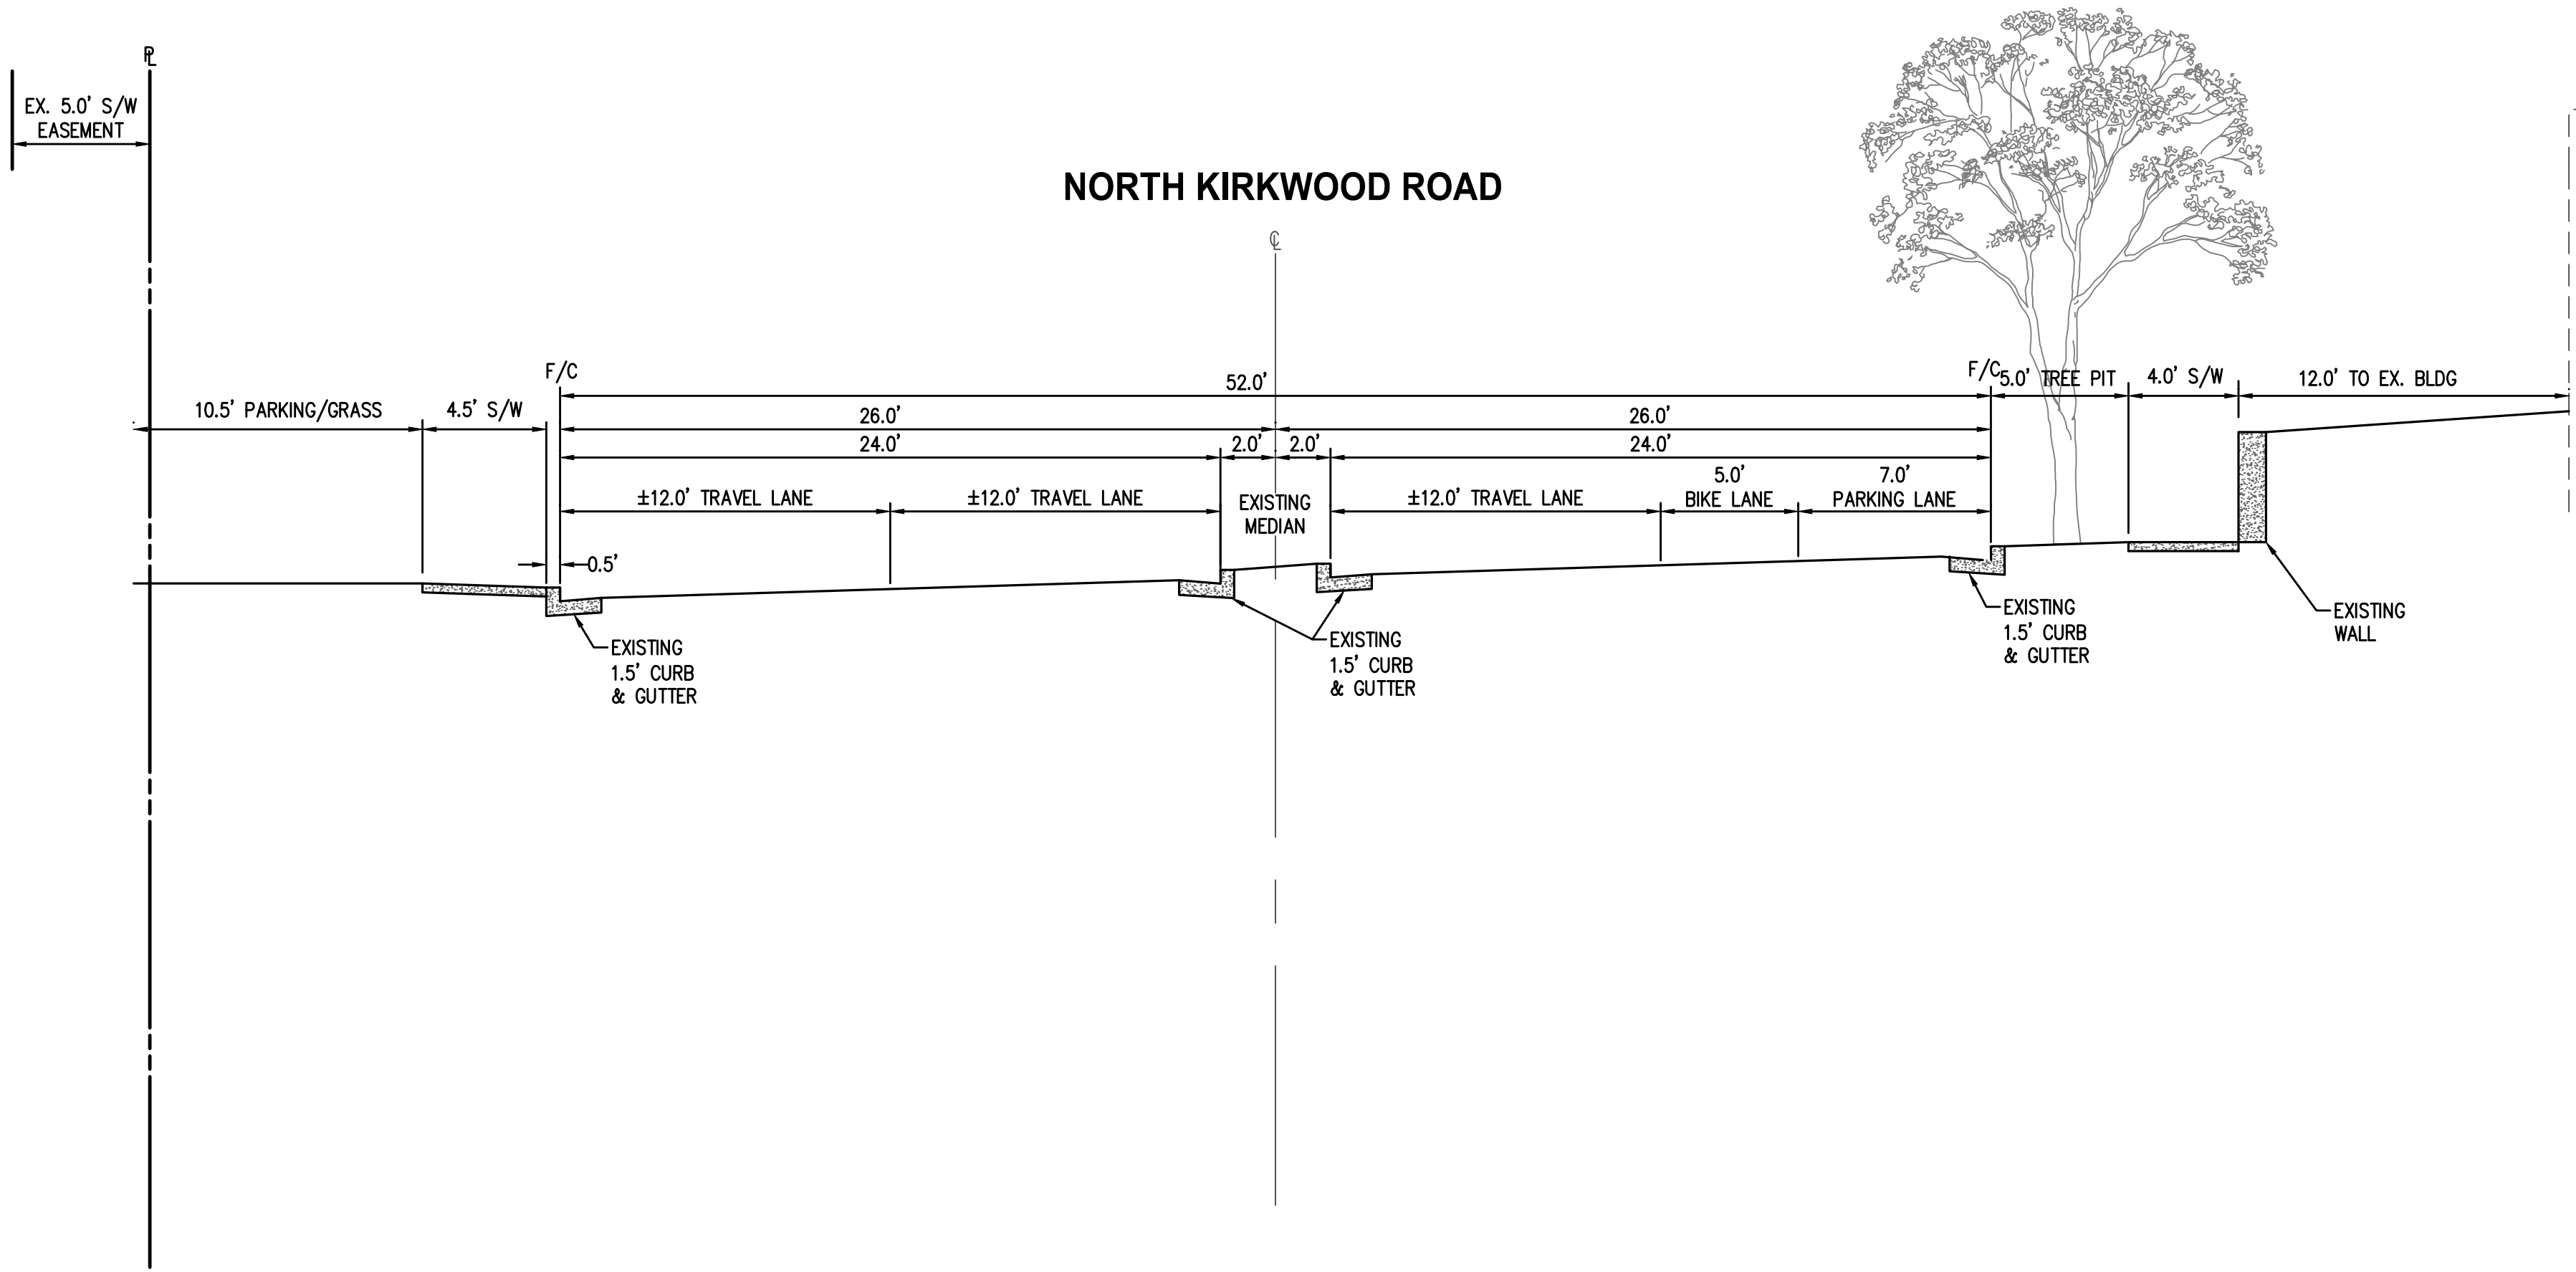 PL
EX. 5.0' S/W
EASEMENT
NORTH KIRKWOOD ROAD
CL
F/C
52.0'
F/C
5.0' TREE PIT
4.0' S/W
12.0' TO EX. BLDG
10.5' PARKING/GRASS
4.5' S/W
26.0'
26.0'
24.0'
2.0'
2.0'
24.0'
±12.0' TRAVEL LANE
±12.0' TRAVEL LANE
EXISTING
MEDIAN
±12.0' TRAVEL LANE
5.0'
BIKE LANE
7.0'
PARKING LANE
0.5'
EXISTING
1.5' CURB
& GUTTER
EXISTING
1.5' CURB
& GUTTER
EXISTING
1.5' CURB
& GUTTER
EXISTING
WALL